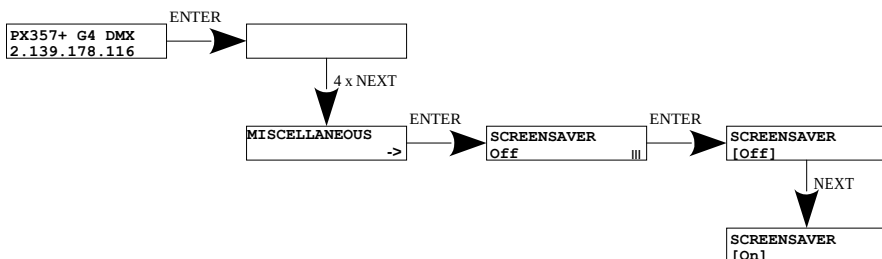 ENTER
PX357+ G4 DMX
2.139.178.116
4 x NEXT
MISCELLANEOUS
->
ENTER
SCREENSAVER
Off
ENTER
SCREENSAVER
[Off]
NEXT
SCREENSAVER
[On]